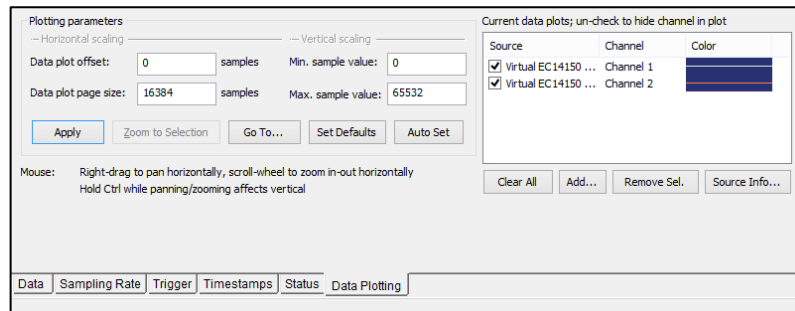 Plotting parameters
Horizontal scaling
Vertical scaling
Data plot offset: 0 samples Min. sample value: 0
Data plot page size: 16384 samples Max. sample value: 65532
Apply Zoom to Selection Go To... Set Defaults Auto Set
Mouse: Right-drag to pan horizontally, scroll-wheel to zoom in-out horizontally
Hold Ctrl while panning/zooming affects vertical
Current data plots; un-check to hide channel in plot
Source Channel Color
Virtual EC14150 ... Channel 1
Virtual EC14150 ... Channel 2
Clear All Add... Remove Sel. Source Info...
Data Sampling Rate Trigger Timestamps Status Data Plotting